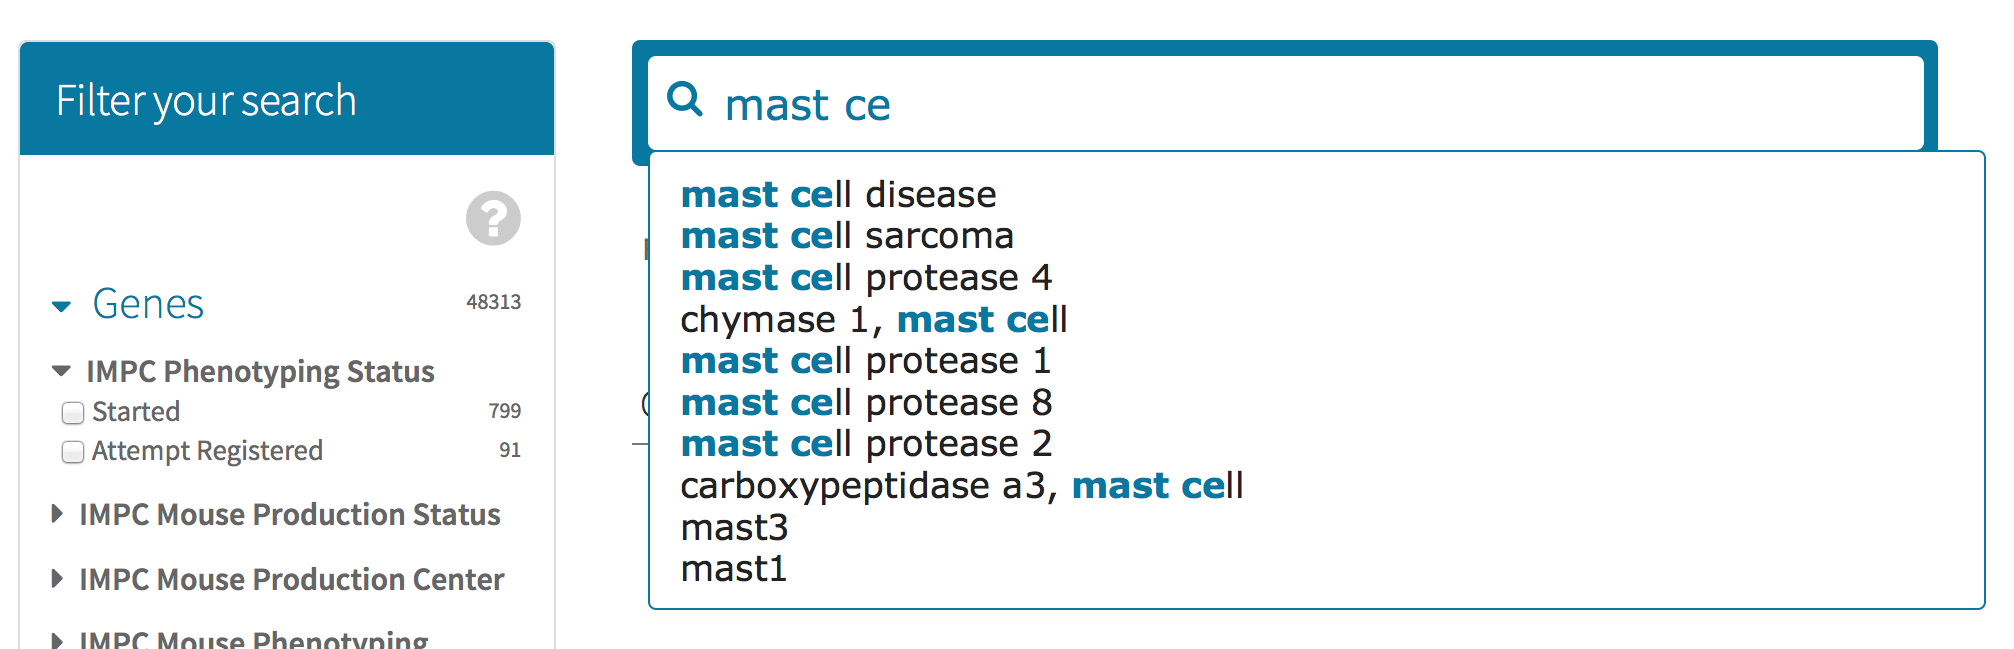 Filter your search
?
Genes 48313
IMPC Phenotyping Status
Started 799
Attempt Registered 91
IMPC Mouse Production Status
IMPC Mouse Production Center
IMPC Mouse Phenotyping
mast ce
mast cell disease
mast cell sarcoma
mast cell protease 4
chymase 1, mast cell
mast cell protease 1
mast cell protease 8
mast cell protease 2
carboxypeptidase a3, mast cell
mast3
mast1